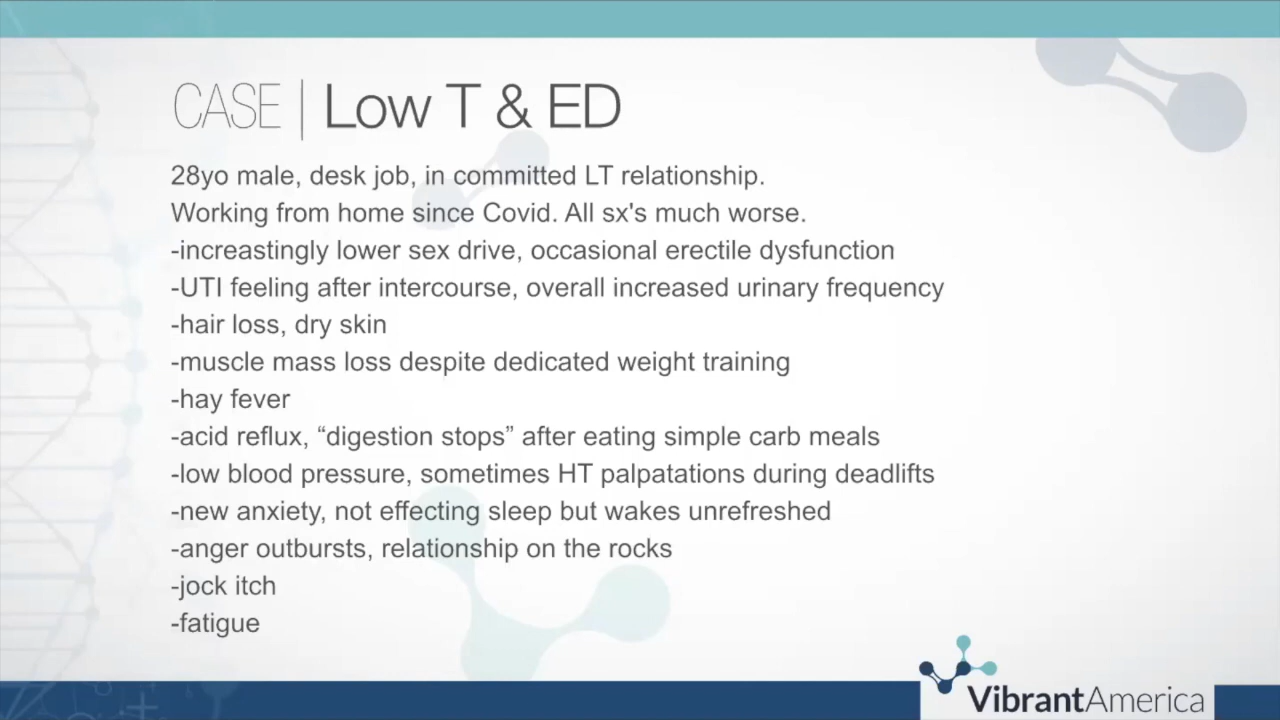 CASE | Low T & ED
28yo male, desk job, in committed LT relationship.
Working from home since Covid. All sx's much worse.
-increastingly lower sex drive, occasional erectile dysfunction
-UTI feeling after intercourse, overall increased urinary frequency
-hair loss, dry skin
-muscle mass loss despite dedicated weight training
-hay fever
-acid reflux, “digestion stops” after eating simple carb meals
-low blood pressure, sometimes HT palpatations during deadlifts
-new anxiety, not effecting sleep but wakes unrefreshed
-anger outbursts, relationship on the rocks
-jock itch
-fatigue
VibrantAmerica